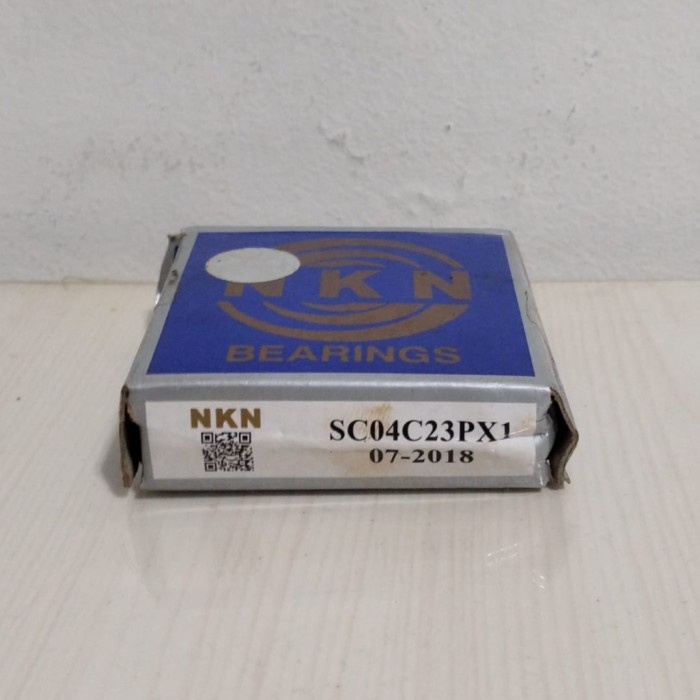 NKN
BEARINGS
NKN
SC04C23PX1
07-2018